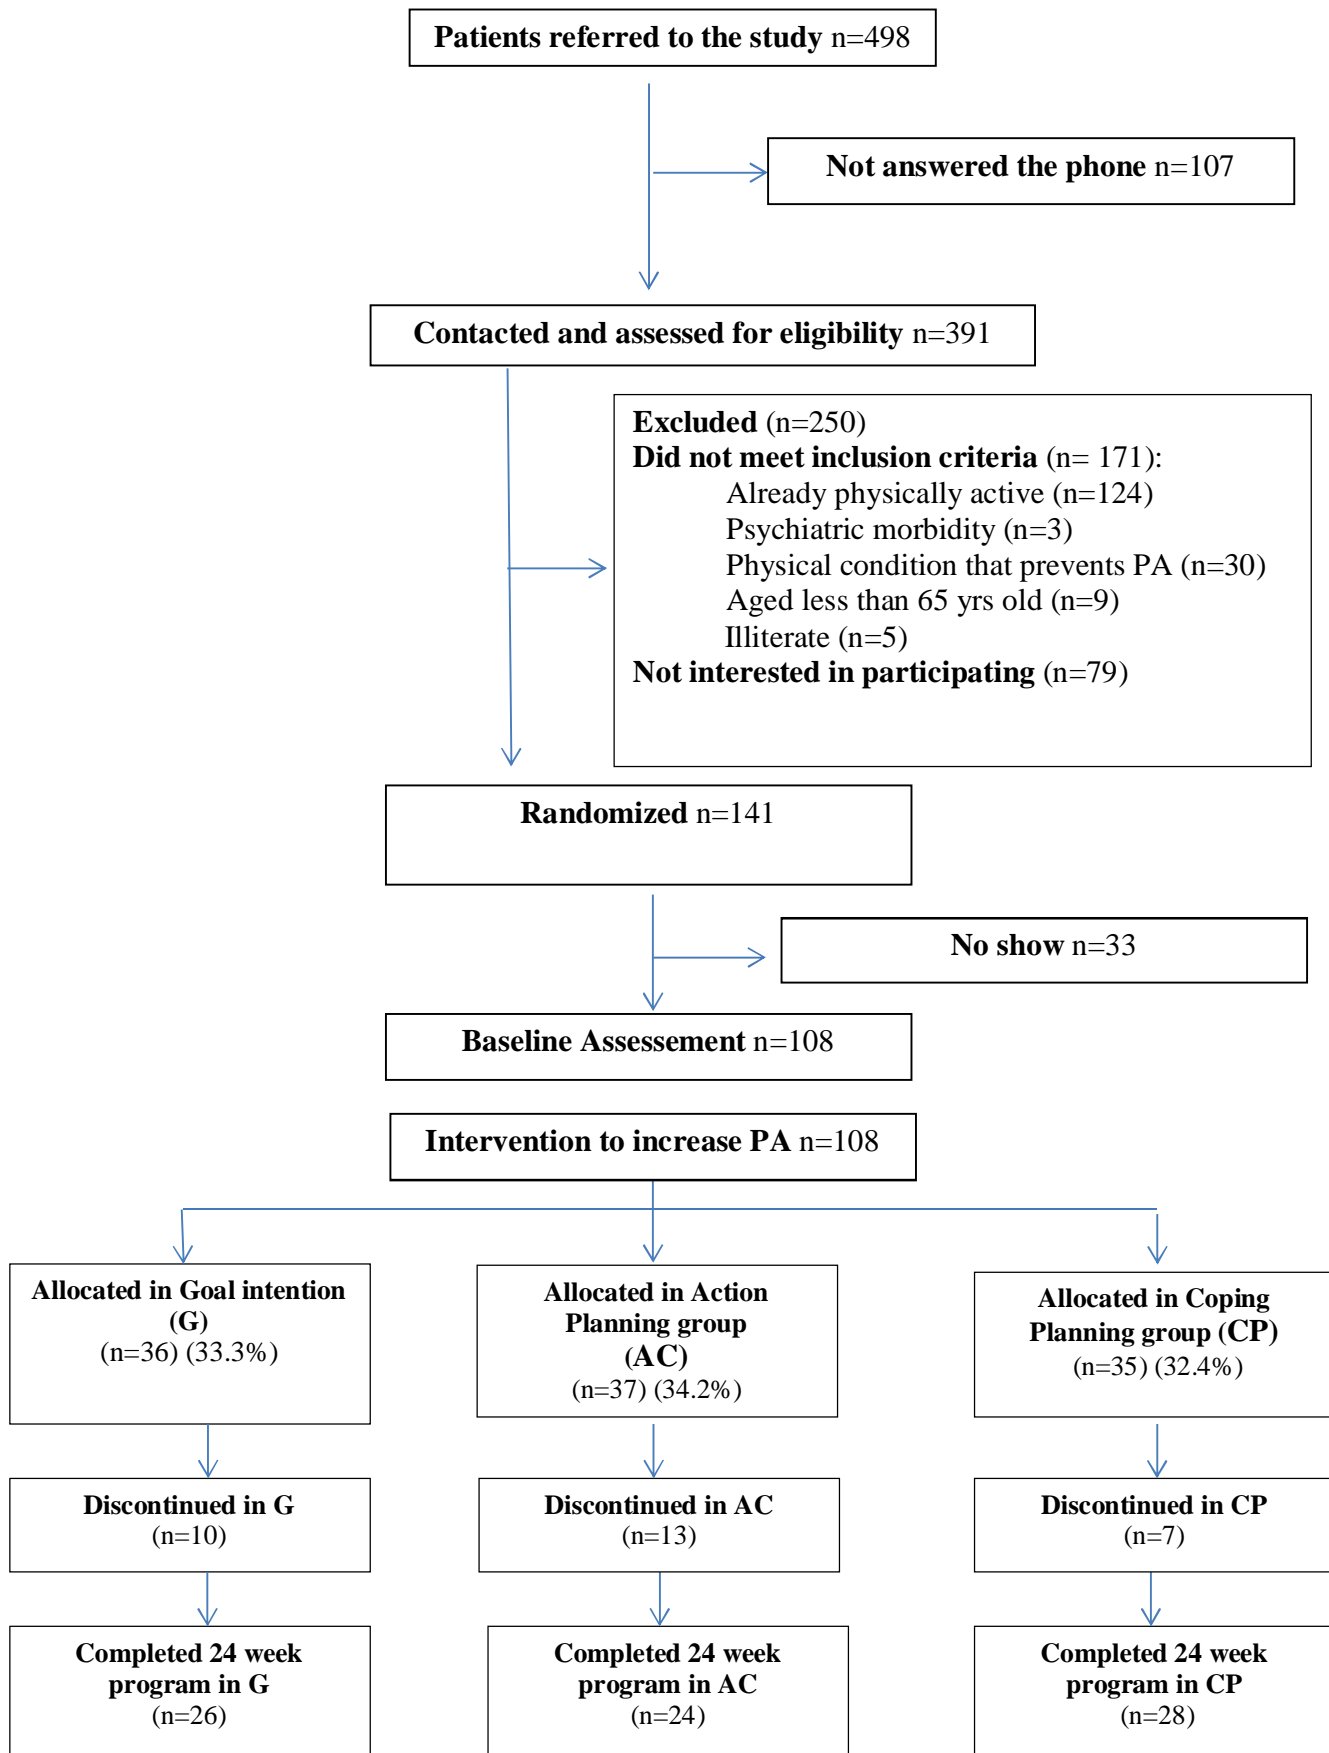 Patients referred to the study n=498
Not answered the phone n=107
Contacted and assessed for eligibility n=391
Excluded (n=250)
Did not meet inclusion criteria (n= 171):
Already physically active (n=124)
Psychiatric morbidity (n=3)
Physical condition that prevents PA (n=30)
Aged less than 65 yrs old (n=9)
Illiterate (n=5)
Not interested in participating (n=79)
Randomized n=141
No show n=33
Baseline Assessement n=108
Intervention to increase PA n=108
Allocated in Goal intention
(G)
(n=36) (33.3%)
Allocated in Action
Planning group
(AC)
(n=37) (34.2%)
Allocated in Coping
Planning group (CP)
(n=35) (32.4%)
Discontinued in G
(n=10)
Discontinued in AC
(n=13)
Discontinued in CP
(n=7)
Completed 24 week
program in G
(n=26)
Completed 24 week
program in AC
(n=24)
Completed 24 week
program in CP
(n=28)